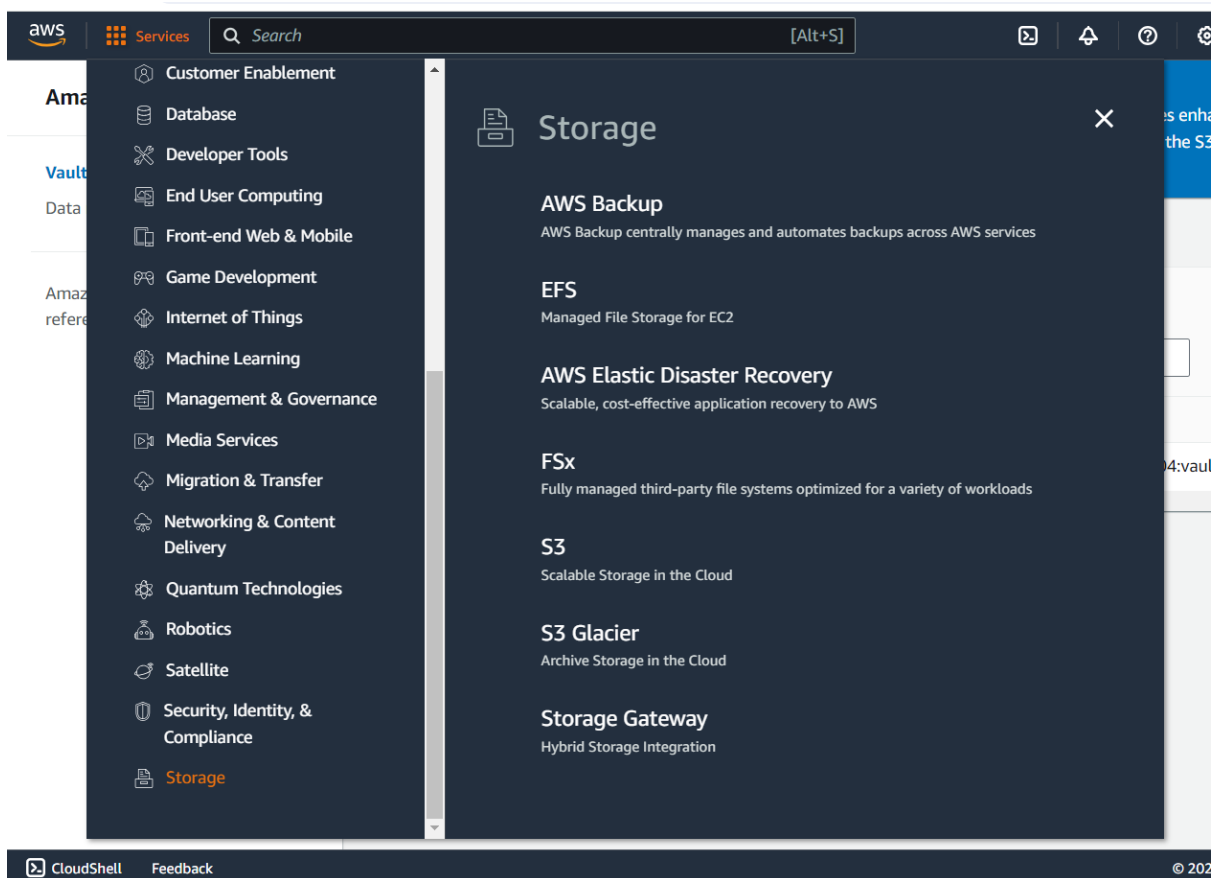 aws
Services
Search
[Alt+S]
Ama
Vault
Data
Amaz
refere
Customer Enablement
Database
Developer Tools
End User Computing
Front-end Web & Mobile
Game Development
Internet of Things
Machine Learning
Management & Governance
Media Services
Migration & Transfer
Networking & Content
Delivery
Quantum Technologies
Robotics
Satellite
Security, Identity, &
Compliance
Storage
Storage
AWS Backup
AWS Backup centrally manages and automates backups across AWS services
EFS
Managed File Storage for EC2
AWS Elastic Disaster Recovery
Scalable, cost-effective application recovery to AWS
FSx
Fully managed third-party file systems optimized for a variety of workloads
S3
Scalable Storage in the Cloud
S3 Glacier
Archive Storage in the Cloud
Storage Gateway
Hybrid Storage Integration
es enha
the S3
04:vaul
CloudShell
Feedback
© 202